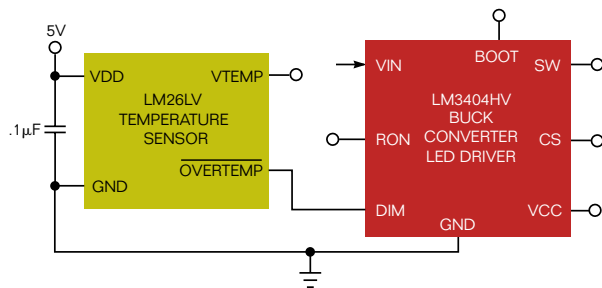 5V
VDD
VTEMP
LM26LV
TEMPERATURE
SENSOR
.1µF
OVERTEMP
GND
BOOT
VIN
SW
LM3404HV
BUCK
CONVERTER
LED DRIVER
RON
CS
DIM
VCC
GND